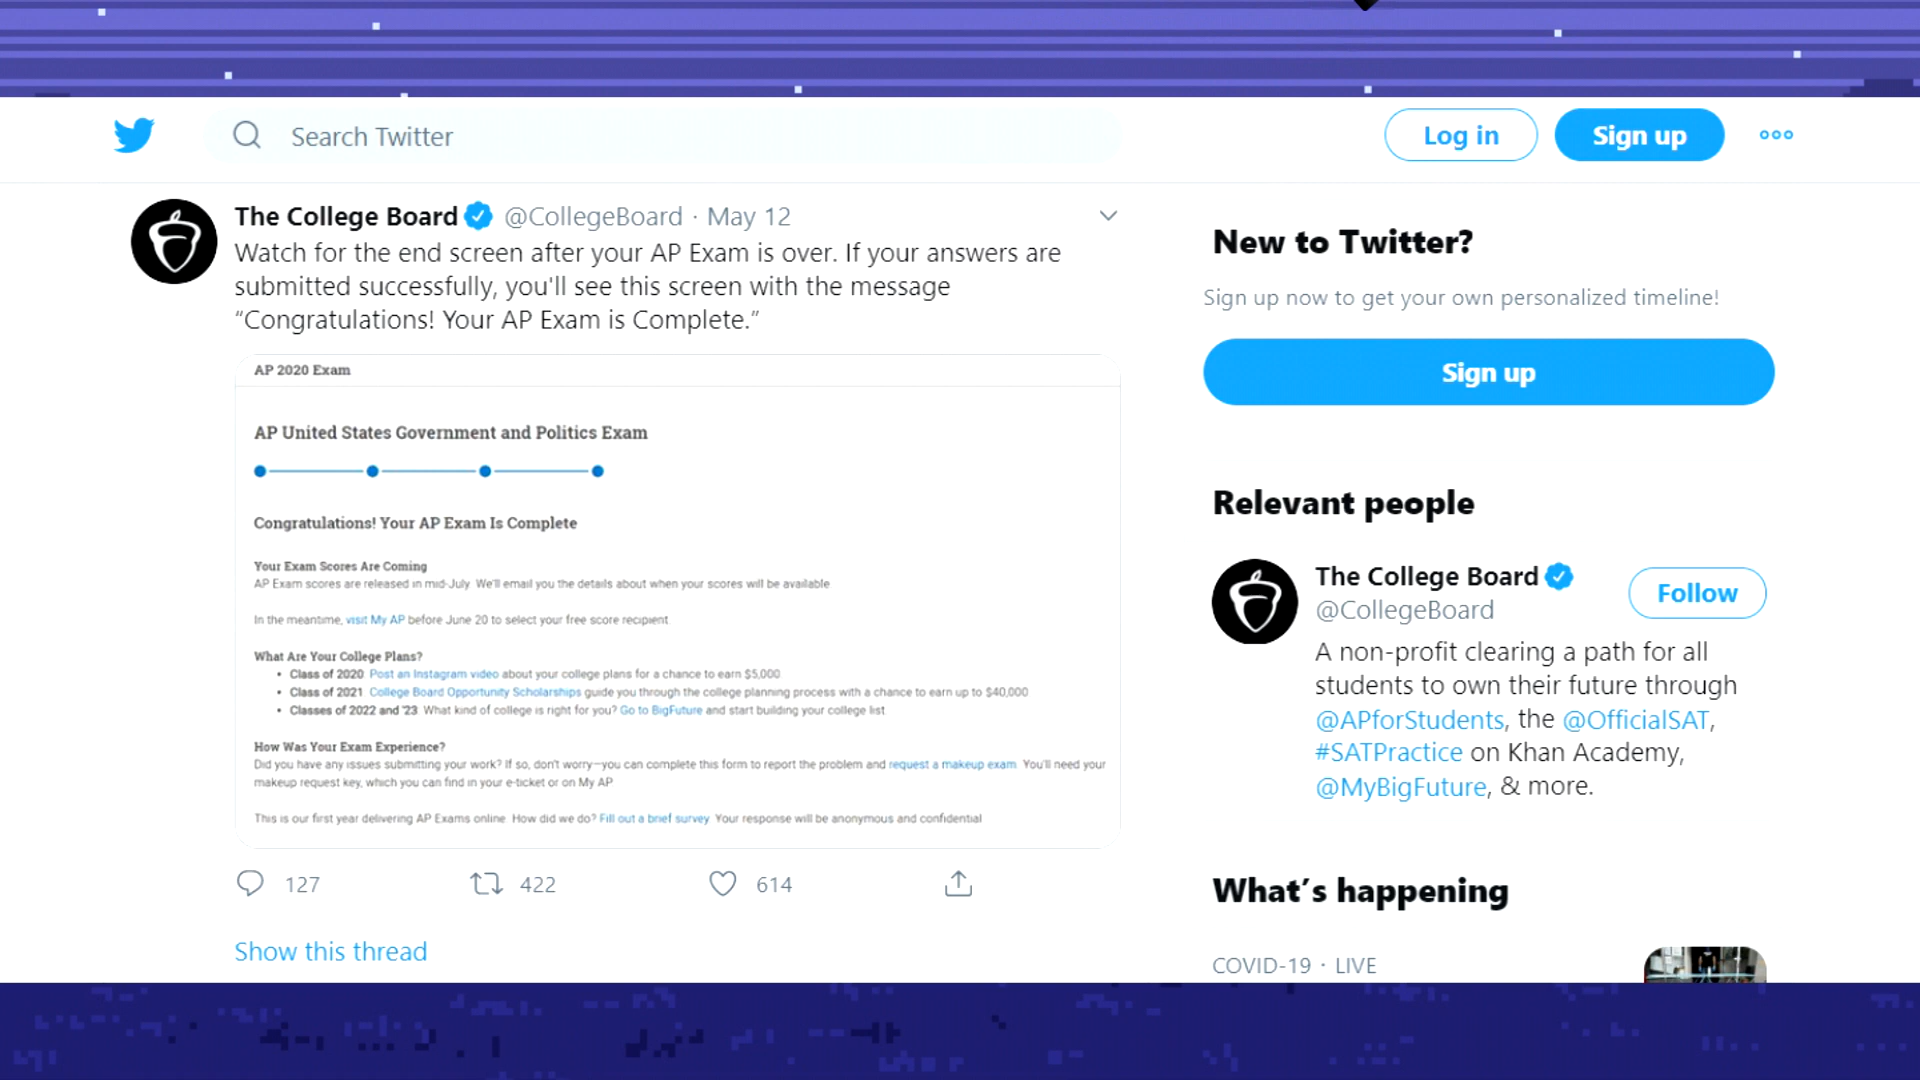 Search Twitter
Log in
Sign up
The College Board @CollegeBoard · May 12
Watch for the end screen after your AP Exam is over. If your answers are
submitted successfully, you'll see this screen with the message
“Congratulations! Your AP Exam is Complete.”
AP 2020 Exam
AP United States Government and Politics Exam
Congratulations! Your AP Exam Is Complete
Your Exam Scores Are Coming
AP Exam scores are released in mid-July We'll email you the details about when your scores will be available
In the meantime, visit My AP before June 20 to select your free score recipient
What Are Your College Plans?
• Class of 2020 Post an Instagram video about your college plans for a chance to earn $5,000
• Class of 2021 College Board Opportunity Scholarships guide you through the college planning process with a chance to earn up to $40,000
• Classes of 2022 and '23 What kind of college is right for you? Go to BigFuture and start building your college list
How Was Your Exam Experience?
Did you have any issues submitting your work? If so, don't worry—you can complete this form to report the problem and request a makeup exam You'll need your
makeup request key, which you can find in your e-ticket or on My AP
This is our first year delivering AP Exams online How did we do? Fill out a brief survey Your response will be anonymous and confidential
127
422
614
Show this thread
New to Twitter?
Sign up now to get your own personalized timeline!
Sign up
Relevant people
The College Board
@CollegeBoard
Follow
A non-profit clearing a path for all
students to own their future through
@APforStudents, the @OfficialSAT,
#SATPractice on Khan Academy,
@MyBigFuture, & more.
What's happening
COVID-19 · LIVE